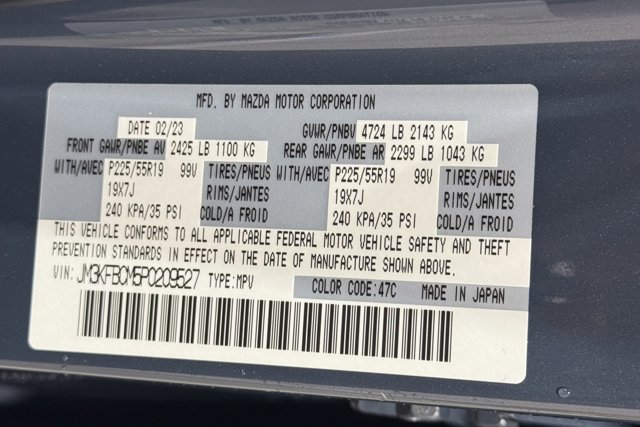 MFD. BY MAZDA MOTOR CORPORATION
DATE 02/23 GVWR/PNBV 4724 LB 2143 KG
FRONT GAWR/PNBE AV 2425 LB 1100 KG REAR GAWR/PNBE AR 2299 LB 1043 KG
WITH/AVEC P225/55R19 99V TIRES/PNEUS WITH/AVEC P225/55R19 99V TIRES/PNEUS
19X7J RIMS/JANTES 19X7J RIMS/JANTES
240 KPA/35 PSI COLD/A FROID 240 KPA/35 PSI COLD/A FROID
THIS VEHICLE CONFORMS TO ALL APPLICABLE FEDERAL MOTOR VEHICLE SAFETY AND THEFT
PREVENTION STANDARDS IN EFFECT ON THE DATE OF MANUFACTURE SHOWN ABOVE.
VIN: JM3KFBCM5P0209527 TYPE:MPV COLOR CODE:47C MADE IN JAPAN